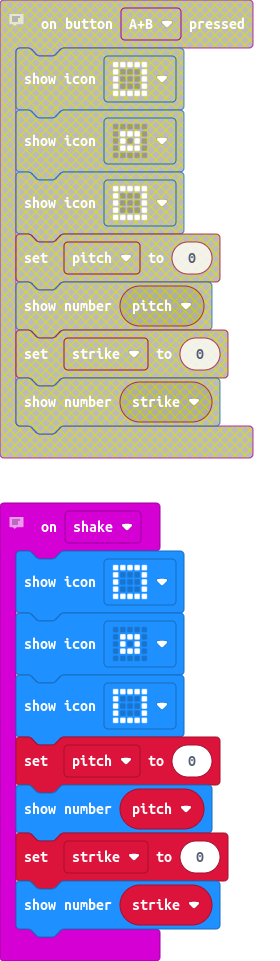 on button A+B pressed
show icon
show icon
show icon
set pitch to 0
show number pitch
set strike to 0
show number strike
on shake
show icon
show icon
show icon
set pitch to 0
show number pitch
set strike to 0
show number strike